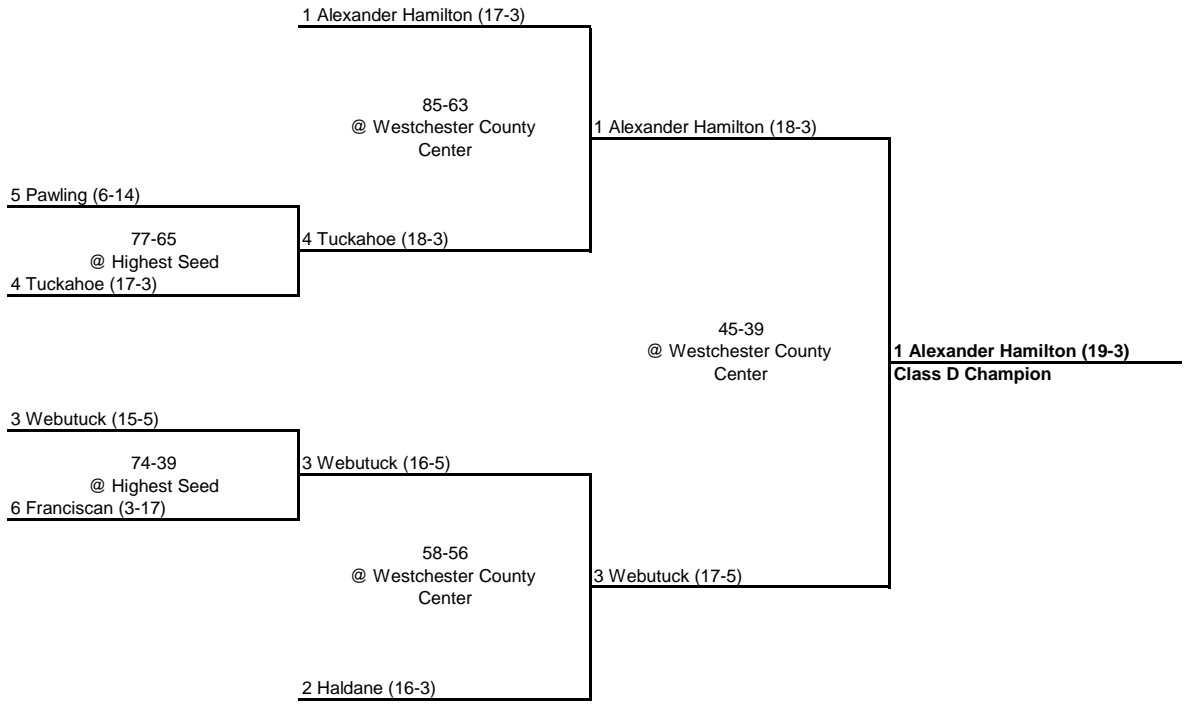 1 Alexander Hamilton (17-3)
85-63
@ Westchester County
Center
1 Alexander Hamilton (18-3)
5 Pawling (6-14)
77-65
@ Highest Seed
4 Tuckahoe (18-3)
4 Tuckahoe (17-3)
45-39
@ Westchester County
Center
1 Alexander Hamilton (19-3)
Class D Champion
3 Webutuck (15-5)
74-39
@ Highest Seed
3 Webutuck (16-5)
6 Franciscan (3-17)
58-56
@ Westchester County
Center
3 Webutuck (17-5)
2 Haldane (16-3)